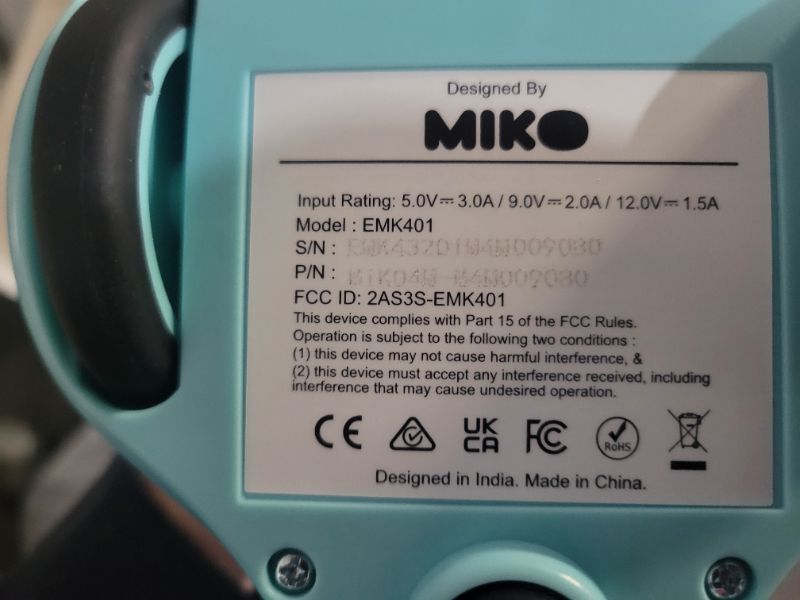 Designed By
MIKO
Input Rating: 5.0V⎓3.0A / 9.0V⎓2.0A / 12.0V⎓1.5A
Model : EMK401
S/N :
P/N :
FCC ID: 2AS3S-EMK401
This device complies with Part 15 of the FCC Rules.
Operation is subject to the following two conditions :
(1) this device may not cause harmful interference, &
(2) this device must accept any interference received, including
interference that may cause undesired operation.
CE UK CA FC RoHS
Designed in India. Made in China.